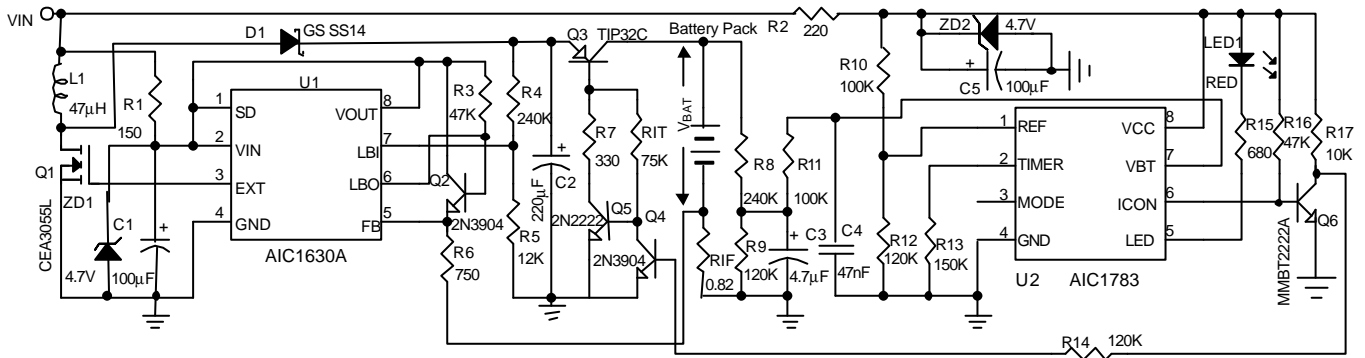 VIN
D1
GS SS14
Q3
TIP32C
Battery Pack
R2
220
ZD2
4.7V
LED1
RED
L1
47µH
R1
150
U1
R3
47K
R4
240K
R7
330
RIT
75K
VBAT
R10
100K
C5
100µF
+
R15
680
R16
47K
R17
10K
1
SD
VOUT
8
2
VIN
LBI
7
3
EXT
LBO
6
4
GND
FB
5
AIC1630A
Q1
CEA3055L
ZD1
C1
4.7V
100µF
+
Q2
2N3904
C2
220µF
+
2N2222
Q5
Q4
2N3904
R5
12K
R6
750
R8
240K
R11
100K
RIF
0.82
R9
120K
C3
4.7µF
+
C4
47nF
R12
120K
R13
150K
1
REF
VCC
8
2
TIMER
VBT
7
3
MODE
ICON
6
4
GND
LED
5
U2
AIC1783
MMBT2222A
Q6
R14
120K